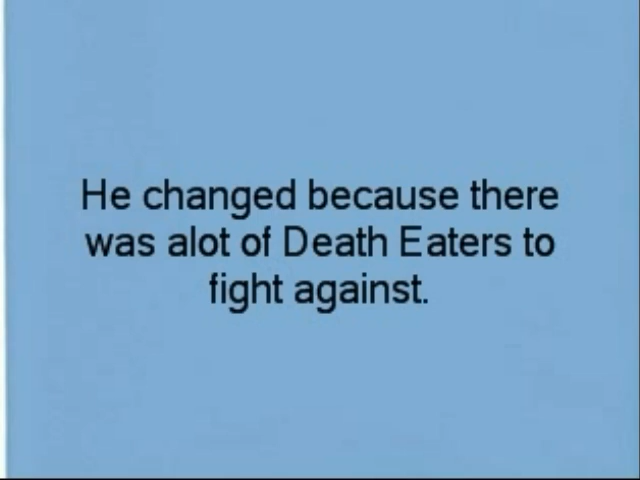 He changed because there
was alot of Death Eaters to
fight against.